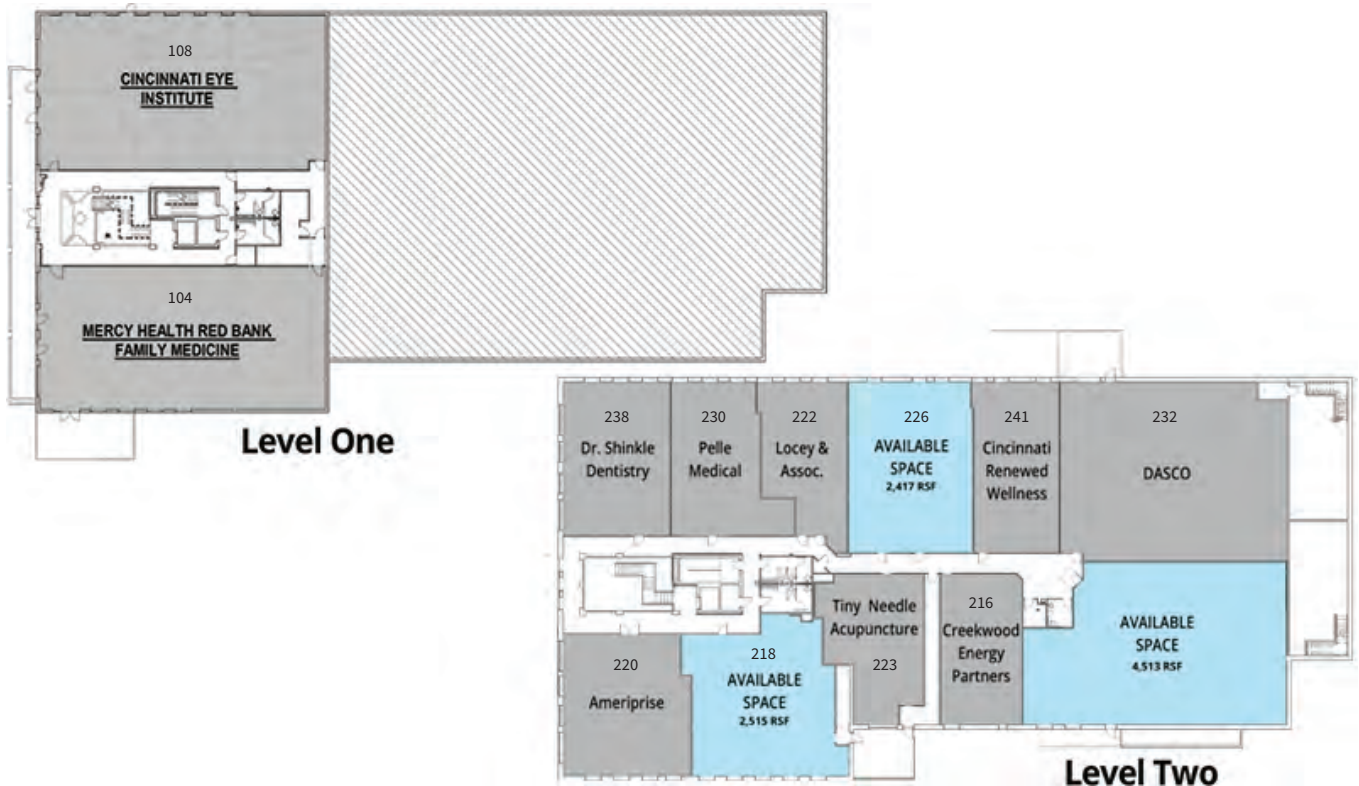 108
CINCINNATI EYE
INSTITUTE
104
MERCY HEALTH RED BANK
FAMILY MEDICINE
Level One
238
Dr. Shinkle
Dentistry
230
Pelle
Medical
222
Locey &
Assoc.
226
AVAILABLE
SPACE
2,417 RSF
241
Cincinnati
Renewed
Wellness
232
DASCO
220
Ameriprise
218
AVAILABLE
SPACE
2,515 RSF
Tiny Needle
Acupuncture
223
216
Creekwood
Energy
Partners
AVAILABLE
SPACE
4,513 RSF
Level Two